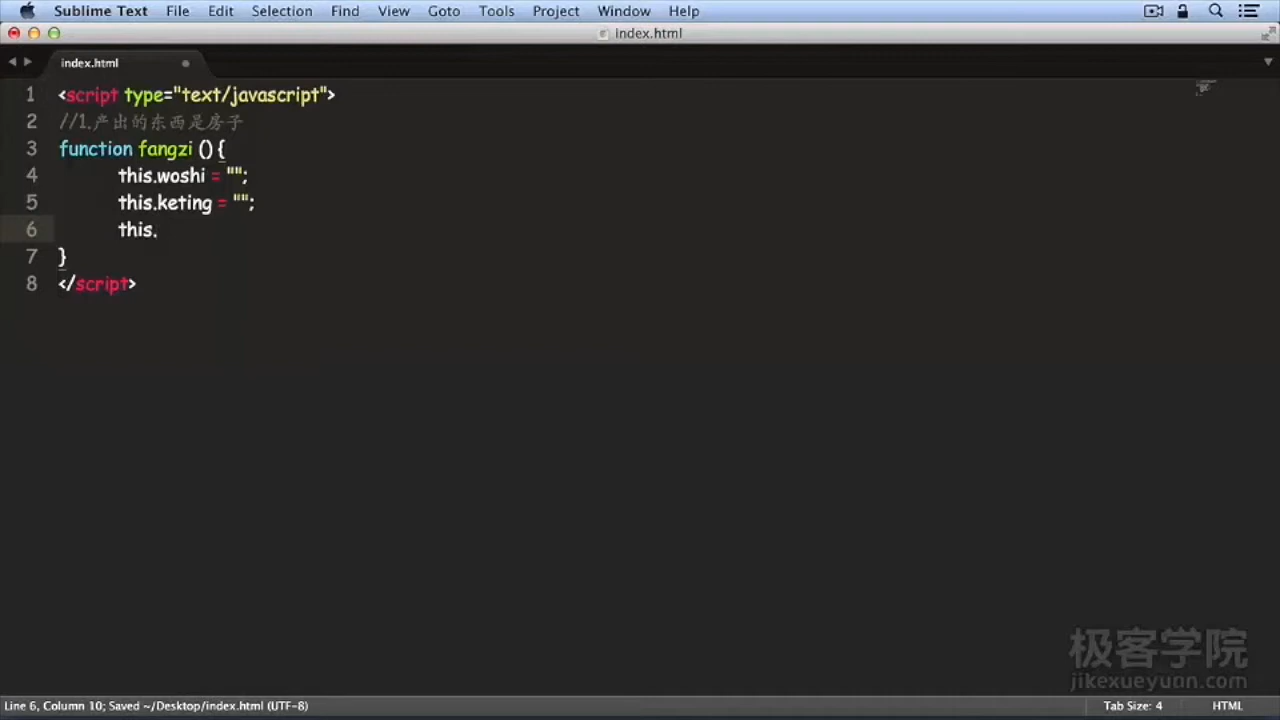 Sublime Text File Edit Selection Find View Goto Tools Project Window Help
index.html
index.html
1 <script type="text/javascript">
2 //1.产出的东西是房子
3 function fangzi () {
4 this.woshi = "";
5 this.keting = "";
6 this.
7 }
8 </script>
极客学院
jikexueyuan.com
Line 6, Column 10; Saved ~/Desktop/index.html (UTF-8) Tab Size: 4 HTML